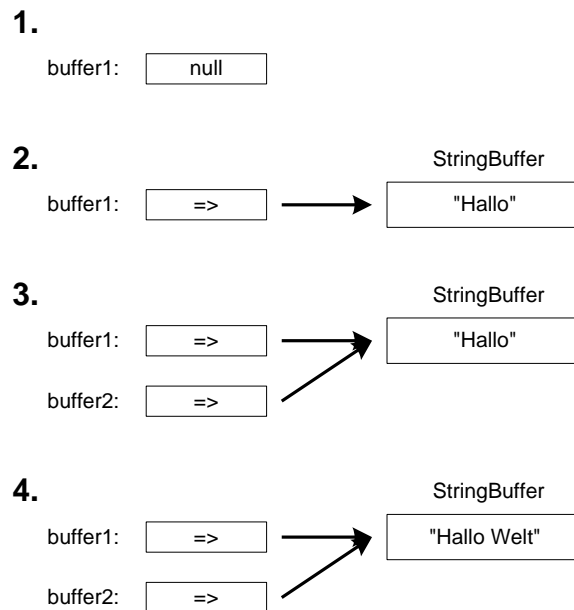 1.
buffer1: null
2.
StringBuffer
buffer1: => "Hallo"
3.
StringBuffer
buffer1: => "Hallo"
buffer2: =>
4.
StringBuffer
buffer1: => "Hallo Welt"
buffer2: =>